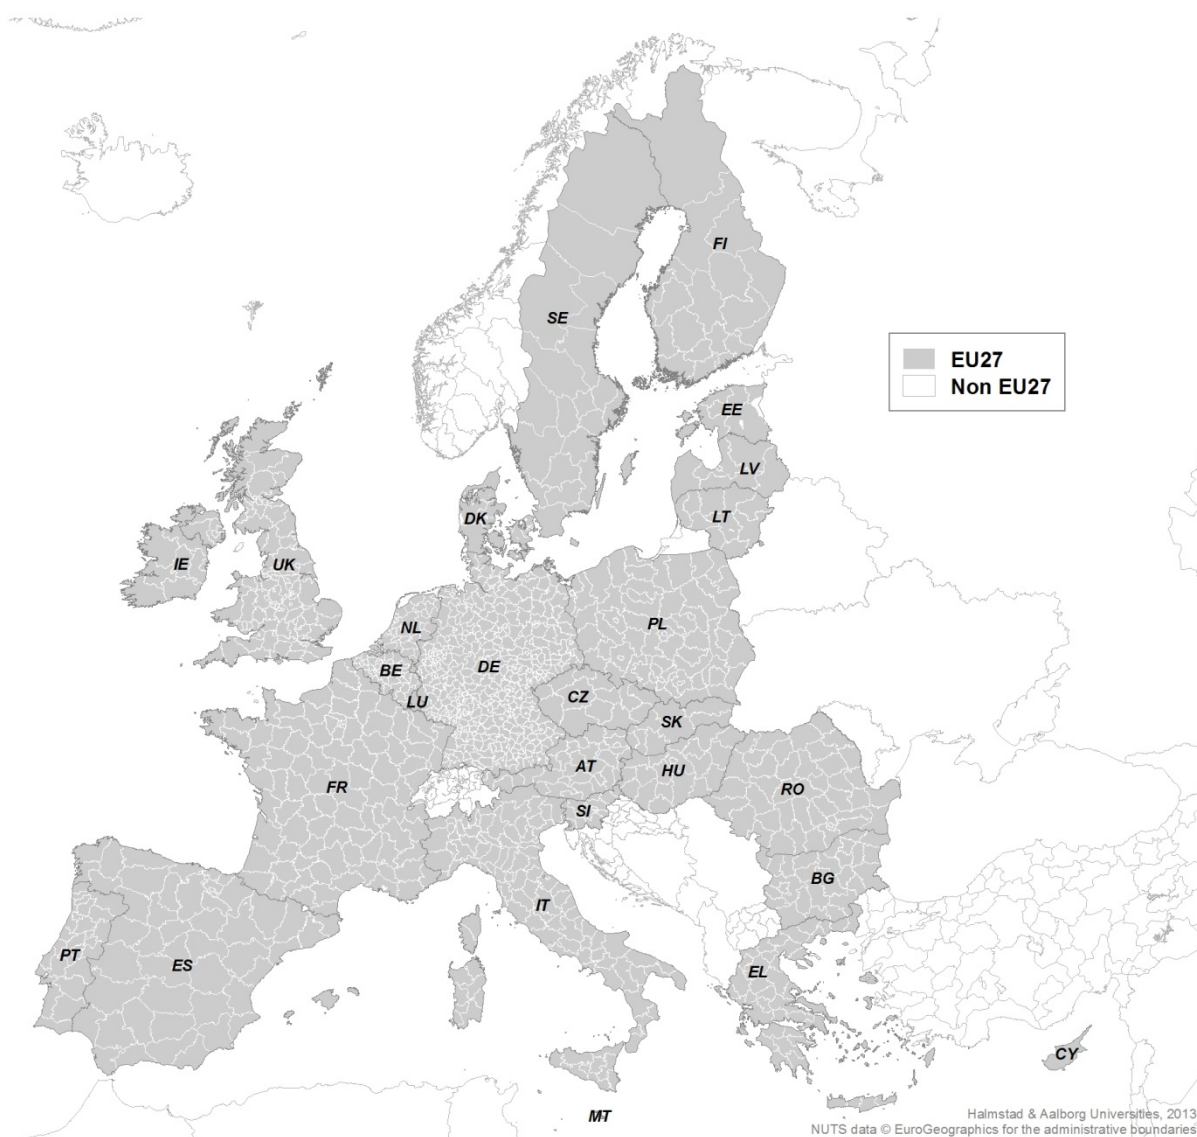 FI
SE
EU27
Non EU27
EE
LV
LT
DK
IE
UK
NL
PL
BE
DE
LU
CZ
SK
AT
HU
FR
RO
SI
BG
IT
PT
ES
EL
CY
MT
Halmstad & Aalborg Universities, 2013
NUTS data © EuroGeographics for the administrative boundaries